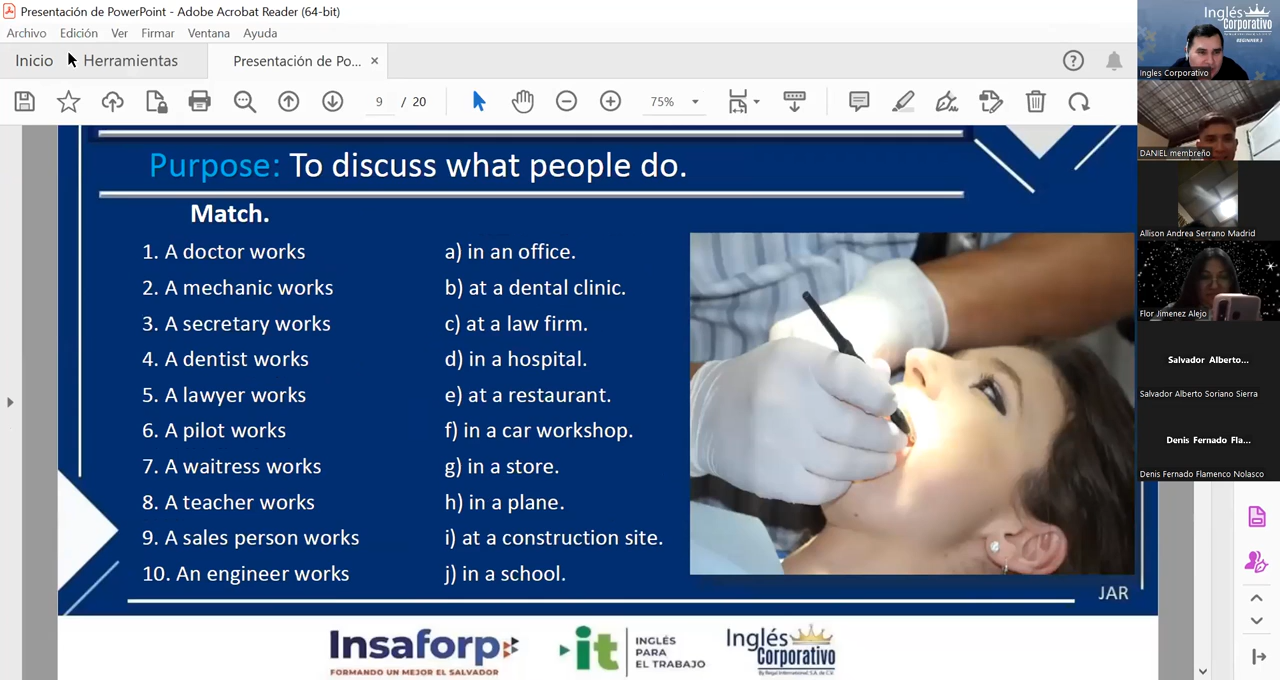 Presentación de PowerPoint - Adobe Acrobat Reader (64-bit)
Archivo Edición Ver Firmar Ventana Ayuda
Inicio Herramientas Presentación de Po... ×
9 / 20 75%
Purpose: To discuss what people do.
Match.
1. A doctor works a) in an office.
2. A mechanic works b) at a dental clinic.
3. A secretary works c) at a law firm.
4. A dentist works d) in a hospital.
5. A lawyer works e) at a restaurant.
6. A pilot works f) in a car workshop.
7. A waitress works g) in a store.
8. A teacher works h) in a plane.
9. A sales person works i) at a construction site.
10. An engineer works j) in a school.
JAR
Insaforp
FORMANDO UN MEJOR EL SALVADOR
it
INGLÉS
PARA
EL TRABAJO
Inglés
Corporativo
By Regal International, S.A. de C.V.
Inglés
Corporativo
BEGINNER 3
Ingles Corporativo
DANIEL membreño
Allison Andrea Serrano Madrid
Flor Jimenez Alejo
Salvador Alberto...
Salvador Alberto Soriano Sierra
Denis Fernado Fla...
Denis Fernado Flamenco Nolasco